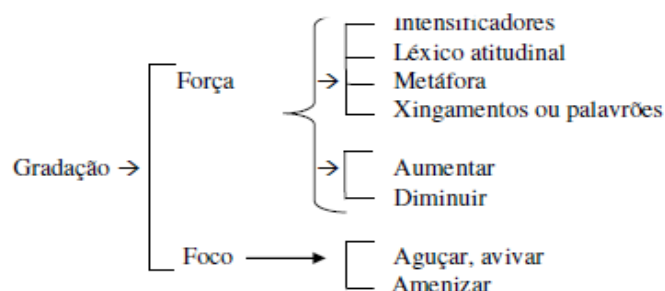 Intensificadores
Léxico atitudinal
Força → Metáfora
Xingamentos ou palavrões
Gradação → → Aumentar
Diminuir
Foco → Aguçar, avivar
Amenizar